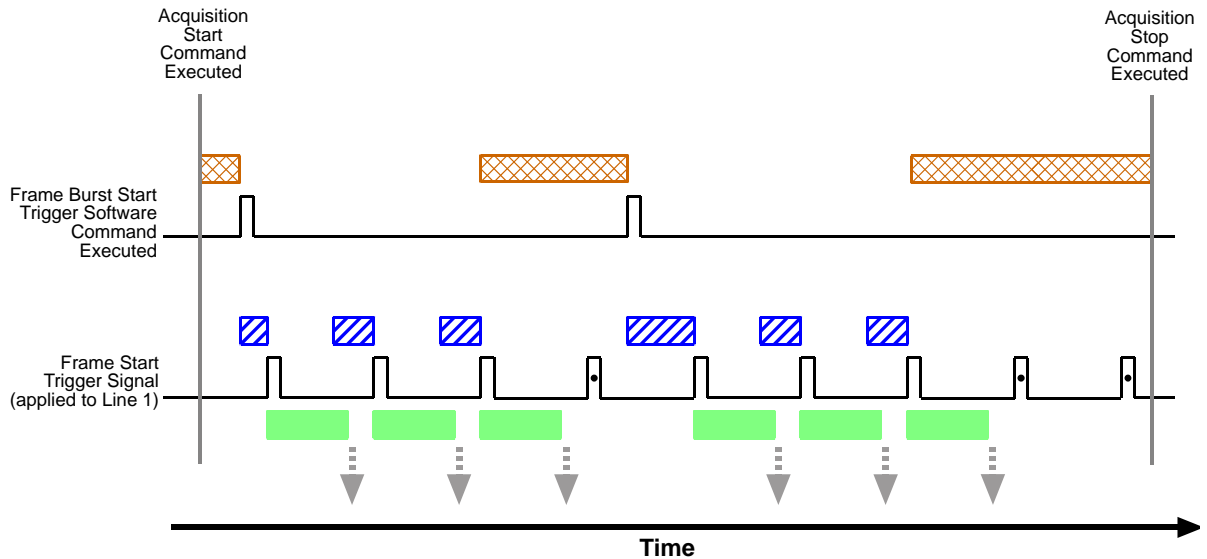 Acquisition
Start
Command
Executed
Acquisition
Stop
Command
Executed
Frame Burst Start
Trigger Software
Command
Executed
Frame Start
Trigger Signal
(applied to Line 1)
Time